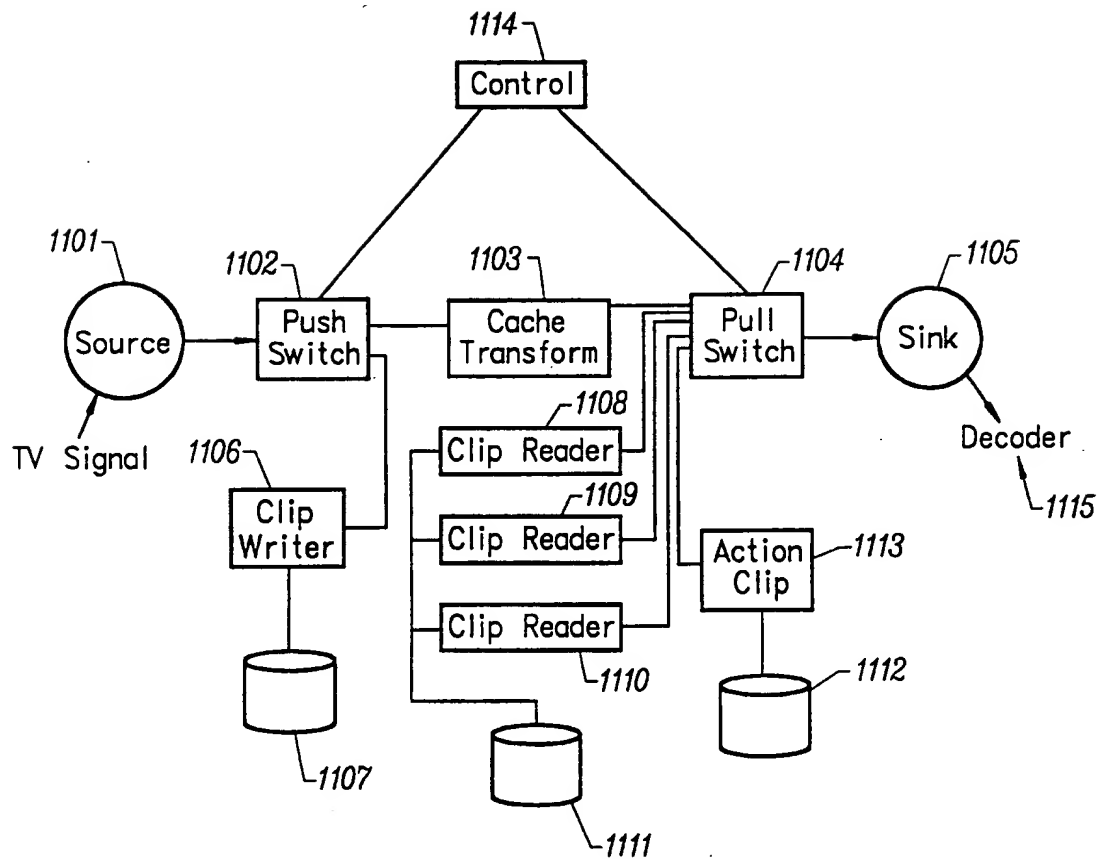 1114
Control
1101
Source
TV Signal
1102
Push
Switch
1103
Cache
Transform
1104
Pull
Switch
1105
Sink
Decoder
1115
1106
Clip
Writer
1107
1108
Clip Reader
1109
Clip Reader
Clip Reader
1110
1111
Action
Clip
1113
1112